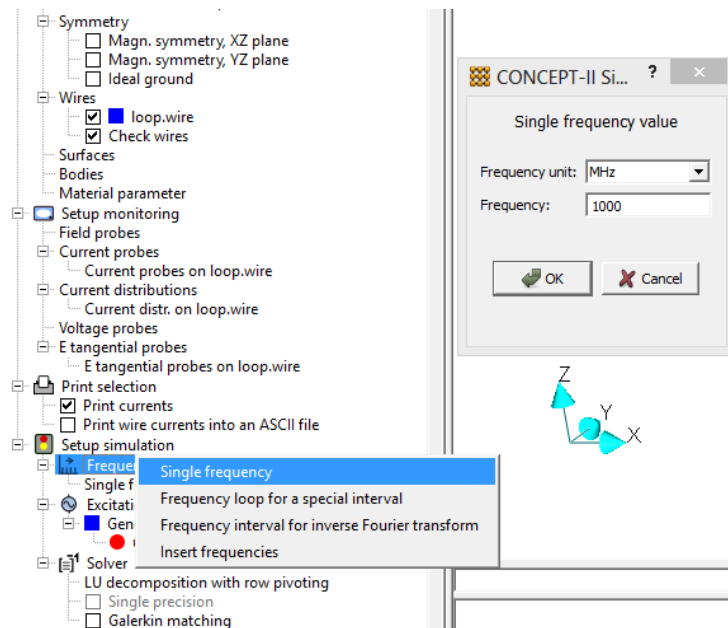 Symmetry
Magn. symmetry, XZ plane
Magn. symmetry, YZ plane
Ideal ground
Wires
loop.wire
Check wires
Surfaces
Bodies
Material parameter
Setup monitoring
Field probes
Current probes
Current probes on loop.wire
Current distributions
Current distr. on loop.wire
Voltage probes
E tangential probes
E tangential probes on loop.wire
Print selection
Print currents
Print wire currents into an ASCII file
Setup simulation
Freque
Single f
Excitati
Gen
Solver
LU decomposition with row pivoting
Single precision
Galerkin matching
Single frequency
Frequency loop for a special interval
Frequency interval for inverse Fourier transform
Insert frequencies
CONCEPT-II Si... ?
Single frequency value
Frequency unit: MHz
Frequency: 1000
OK Cancel
Z
Y
X